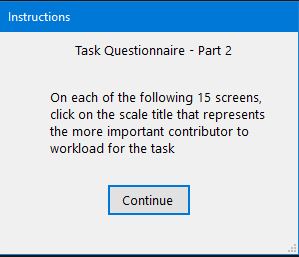 Instructions
Task Questionnaire - Part 2
On each of the following 15 screens,
click on the scale title that represents
the more important contributor to
workload for the task
Continue